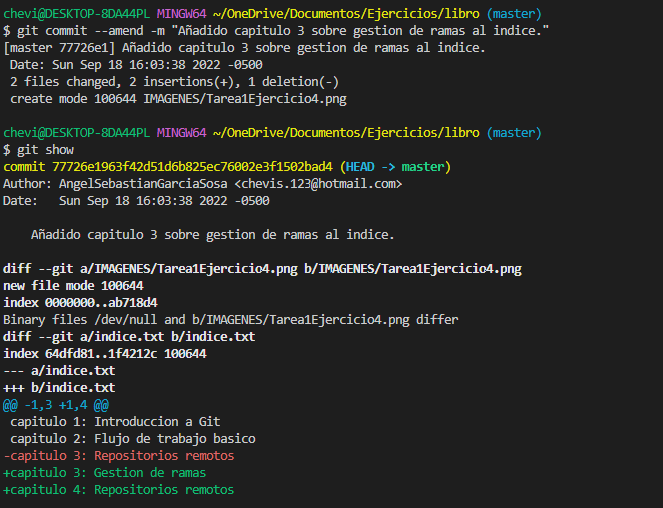 chevi@DESKTOP-8DA44PL MINGW64 ~/OneDrive/Documentos/Ejercicios/libro (master)
$ git commit --amend -m "Añadido capitulo 3 sobre gestion de ramas al indice."
[master 77726e1] Añadido capitulo 3 sobre gestion de ramas al indice.
 Date: Sun Sep 18 16:03:38 2022 -0500
 2 files changed, 2 insertions(+), 1 deletion(-)
 create mode 100644 IMAGENES/Tarea1Ejercicio4.png

chevi@DESKTOP-8DA44PL MINGW64 ~/OneDrive/Documentos/Ejercicios/libro (master)
$ git show
commit 77726e1963f42d51d6b825ec76002e3f1502bad4 (HEAD -> master)
Author: AngelSebastianGarciaSosa <chevis.123@hotmail.com>
Date:   Sun Sep 18 16:03:38 2022 -0500

    Añadido capitulo 3 sobre gestion de ramas al indice.

diff --git a/IMAGENES/Tarea1Ejercicio4.png b/IMAGENES/Tarea1Ejercicio4.png
new file mode 100644
index 0000000..ab718d4
Binary files /dev/null and b/IMAGENES/Tarea1Ejercicio4.png differ
diff --git a/indice.txt b/indice.txt
index 64dfd81..1f4212c 100644
--- a/indice.txt
+++ b/indice.txt
@@ -1,3 +1,4 @@
 capitulo 1: Introduccion a Git
 capitulo 2: Flujo de trabajo basico
-capitulo 3: Repositorios remotos
+capitulo 3: Gestion de ramas
+capitulo 4: Repositorios remotos